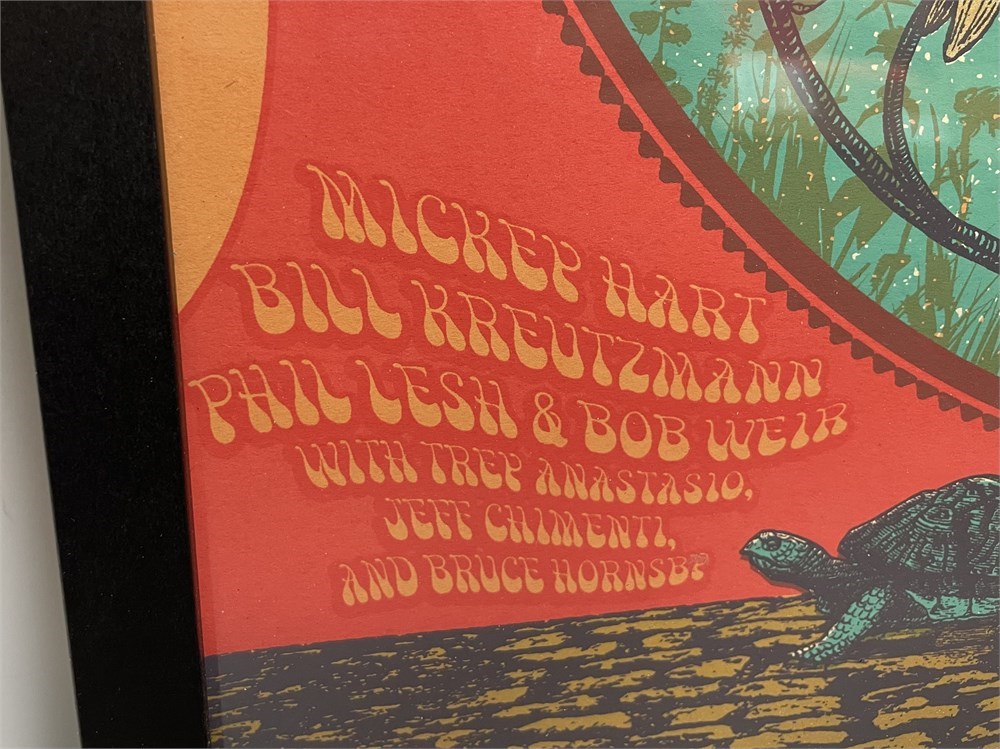 MICKEY HART
BILL KREUTZMANN
PHIL LESH & BOB WEIR
WITH TREY ANASTASIO,
JEFF CHIMENTI,
AND BRUCE HORNSBY